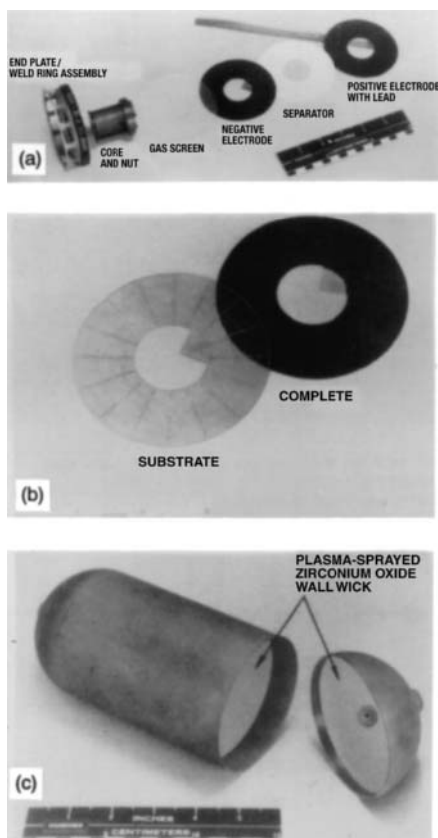 END PLATE/
WELD RING ASSEMBLY
POSITIVE ELECTRODE
WITH LEAD
SEPARATOR
NEGATIVE
ELECTRODE
GAS SCREEN
CORE
AND NUT
(a)
COMPLETE
SUBSTRATE
(b)
PLASMA-SPRAYED
ZIRCONIUM OXIDE
WALL WICK
INCHES
CENTIMETERS
(c)